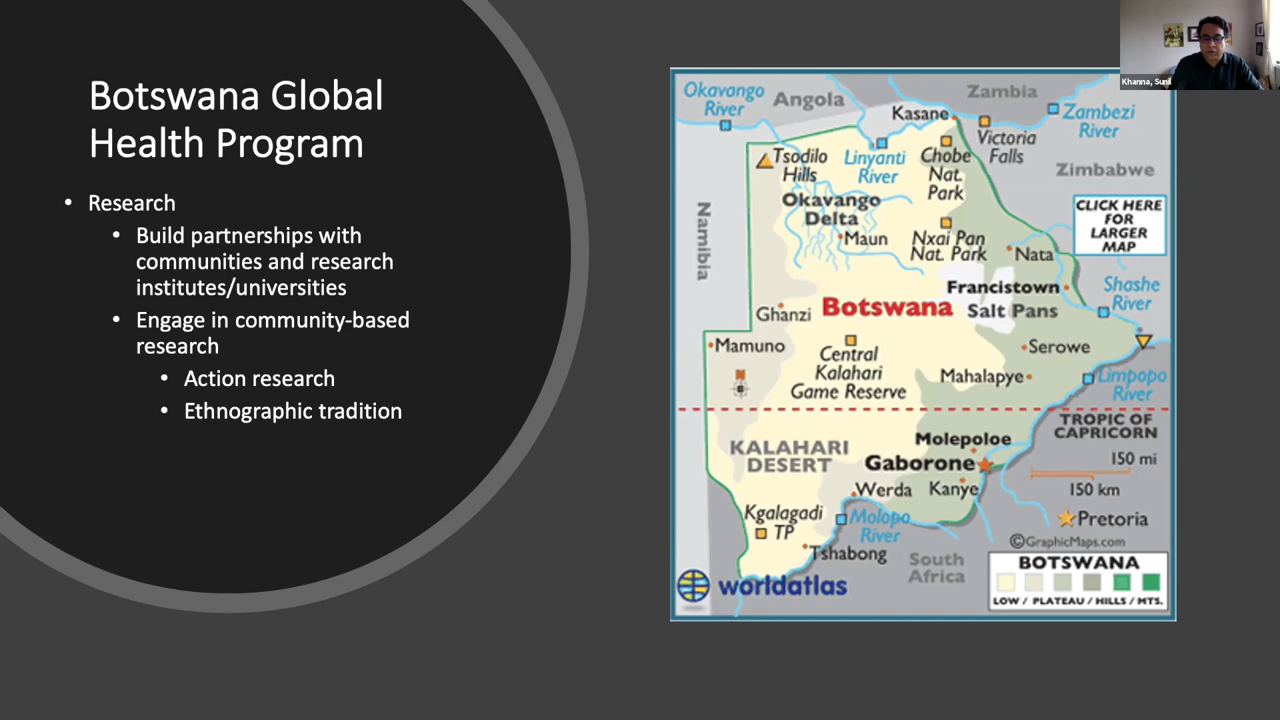 Botswana Global
Health Program
• Research
• Build partnerships with
communities and research
institutes/universities
• Engage in community-based
research
• Action research
• Ethnographic tradition
Khanna, Sunil
Okavango
River
Angola
Zambia
Kasane
Zambezi
River
Victoria
Falls
Tsodilo
Hills
Linyanti
River
Chobe
Nat.
Park
Zimbabwe
Namibia
Okavango
Delta
CLICK HERE
FOR
LARGER
MAP
Maun
Nxai Pan
Nat. Park
Nata
Francistown
Shashe
River
Ghanzi
Botswana
Salt Pans
Mamuno
Central
Kalahari
Game Reserve
Serowe
Mahalapye
Limpopo
River
TROPIC OF
CAPRICORN
KALAHARI
DESERT
Molepoloe
Gaborone
150 mi
150 km
Werda
Kanye
Kgalagadi
TP
Molopo
River
Pretoria
©GraphicMaps.com
Tshabong
South
Africa
BOTSWANA
LOW / PLATEAU / HILLS / MTS.
worldatlas